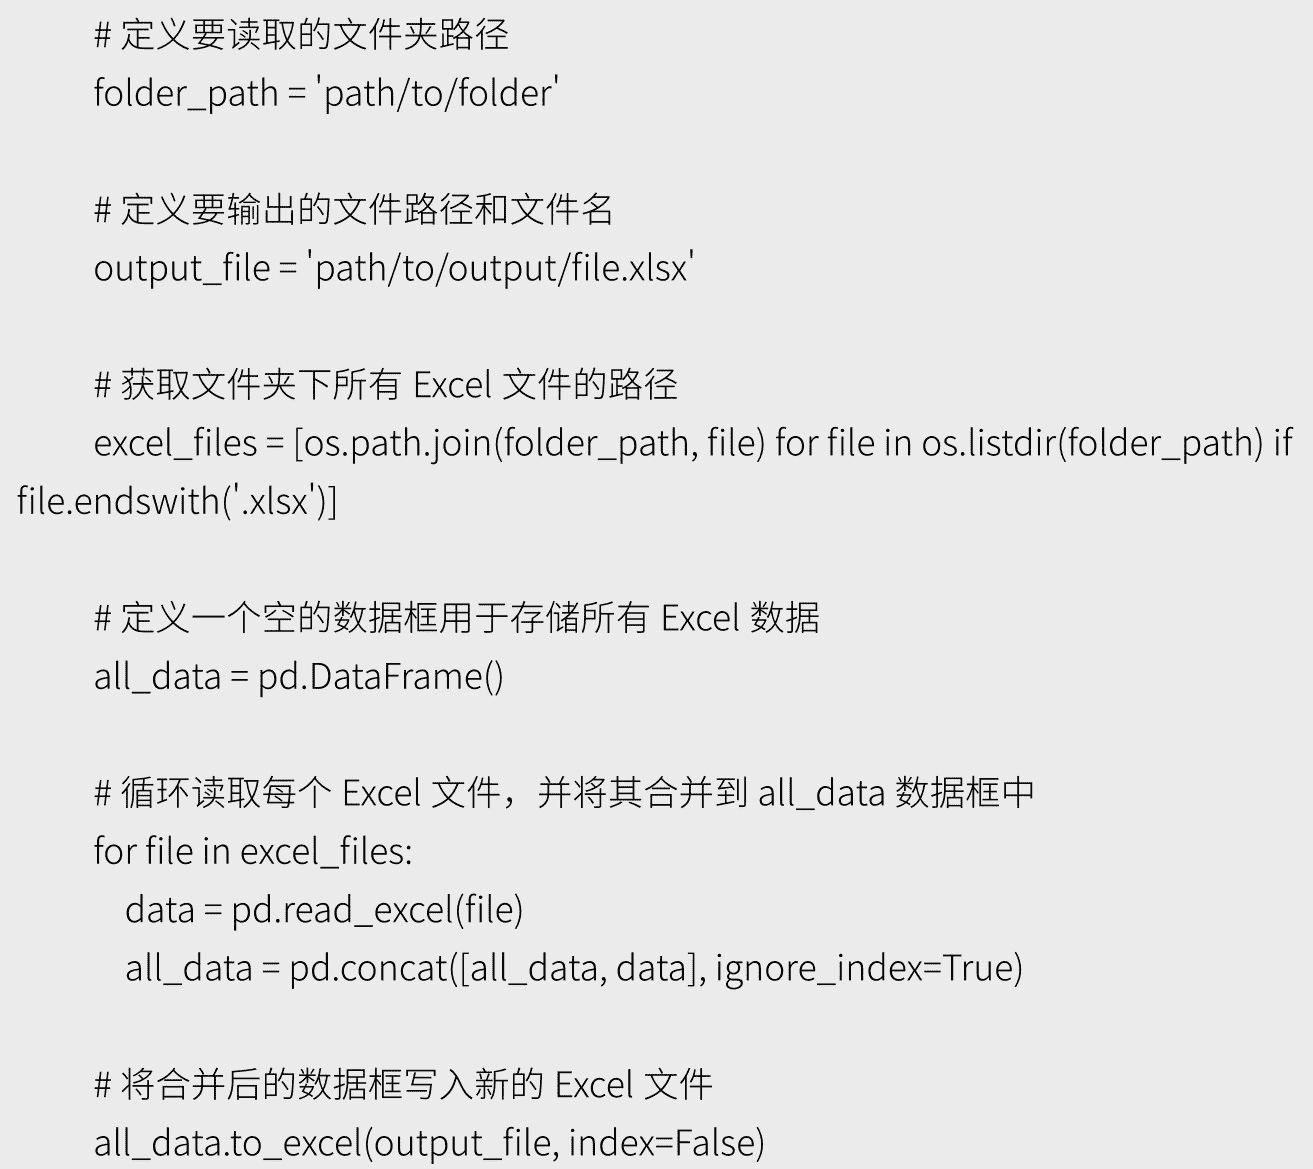 # 定义要读取的文件夹路径
folder_path = 'path/to/folder'
# 定义要输出的文件路径和文件名
output_file = 'path/to/output/file.xlsx'
# 获取文件夹下所有 Excel 文件的路径
excel_files = [os.path.join(folder_path, file) for file in os.listdir(folder_path) if
file.endswith('.xlsx')]
# 定义一个空的数据框用于存储所有 Excel 数据
all_data = pd.DataFrame()
# 循环读取每个 Excel 文件，并将其合并到 all_data 数据框中
for file in excel_files:
    data = pd.read_excel(file)
    all_data = pd.concat([all_data, data], ignore_index=True)
# 将合并后的数据框写入新的 Excel 文件
all_data.to_excel(output_file, index=False)